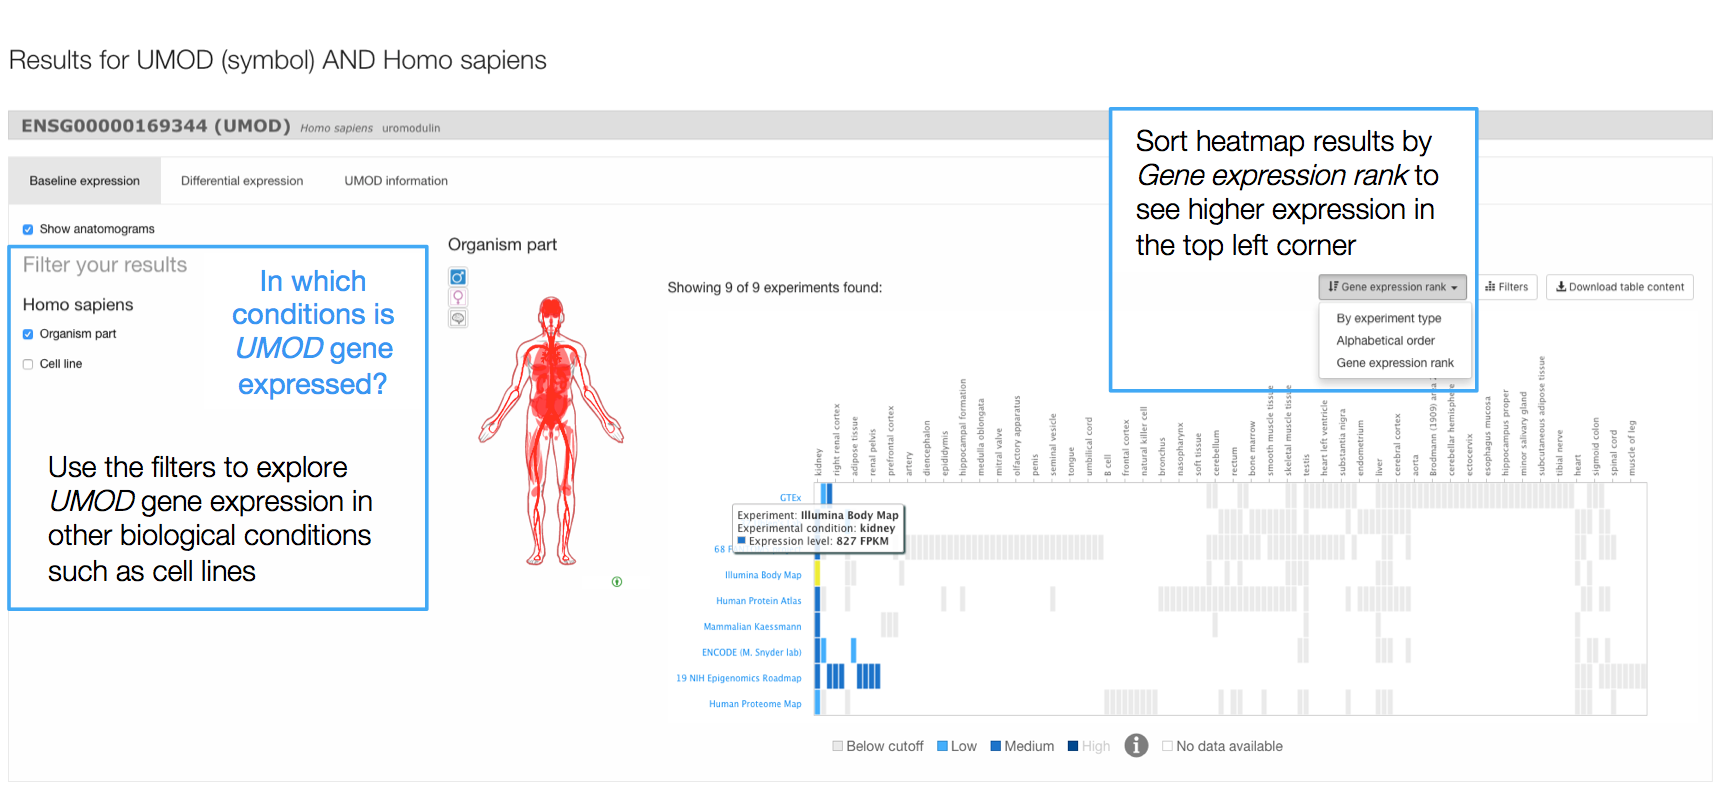 Results for UMOD (symbol) AND Homo sapiens
ENSG00000169344 (UMOD) Homo sapiens uromodulin
Baseline expression
Differential expression
UMOD information
Show anatomograms
Filter your results
Homo sapiens
Organism part
Cell line
In which
conditions is
UMOD gene
expressed?
Use the filters to explore
UMOD gene expression in
other biological conditions
such as cell lines
Organism part
Showing 9 of 9 experiments found:
Sort heatmap results by
Gene expression rank to
see higher expression in
the top left corner
Gene expression rank
By experiment type
Alphabetical order
Gene expression rank
Filters
Download table content
kidney
right renal cortex
adipose tissue
renal pelvis
prefrontal cortex
artery
diencephalon
epididymis
hippocampal formation
medulla oblongata
mitral valve
olfactory apparatus
penis
seminal vesicle
tongue
umbilical cord
B cell
frontal cortex
natural killer cell
bronchus
nasopharynx
soft tissue
cerebellum
rectum
bone marrow
smooth muscle tissue
skeletal muscle tissue
testis
heart left ventricle
substantia nigra
endometrium
liver
cerebral cortex
aorta
Brodmann (1909) area
cerebellar hemisphere
ectocervix
esophagus mucosa
hippocampus proper
minor salivary gland
subcutaneous adipose tissue
tibial nerve
heart
sigmoid colon
spinal cord
muscle of leg
GTEx
Experiment: Illumina Body Map
Experimental condition: kidney
Expression level: 827 FPKM
68
Illumina Body Map
Human Protein Atlas
Mammalian Kaessmann
ENCODE (M. Snyder lab)
19 NIH Epigenomics Roadmap
Human Proteome Map
Below cutoff
Low
Medium
High
i
No data available